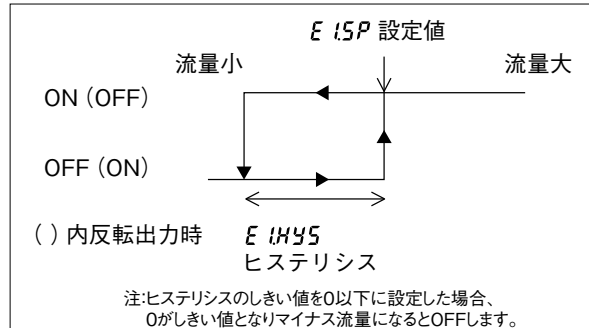 E1.SP 設定値
流量小
流量大
ON（OFF）
OFF（ON）
（ ）内反転出力時
E1.HYS
ヒステリシス
注:ヒステリシスのしきい値を0以下に設定した場合、
0がしきい値となりマイナス流量になるとOFFします。